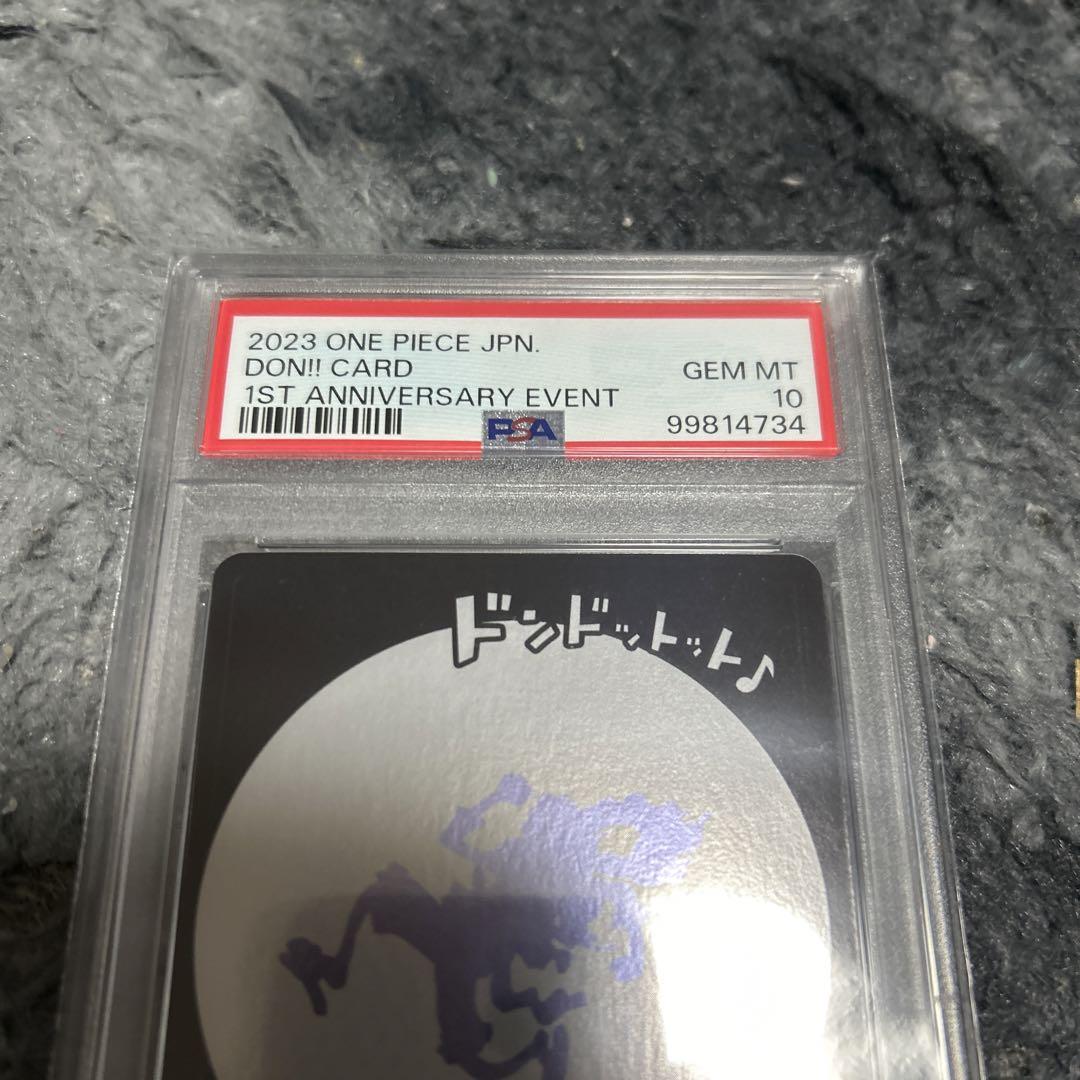 2023 ONE PIECE JPN.
DON!! CARD
GEM MT
1ST ANNIVERSARY EVENT
10
PSA
99814734
ドンドットット♪